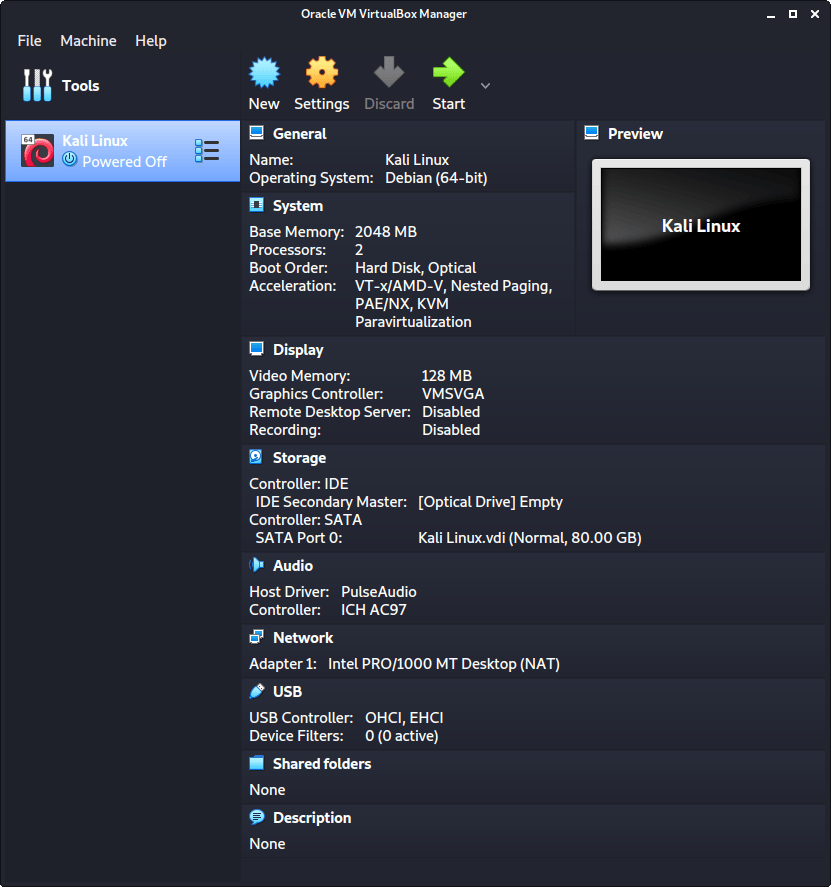 Oracle VM VirtualBox Manager
File Machine Help
Tools
New Settings Discard Start
64
Kali Linux
Powered Off
General
Name: Kali Linux
Operating System: Debian (64-bit)
Preview
Kali Linux
System
Base Memory: 2048 MB
Processors: 2
Boot Order: Hard Disk, Optical
Acceleration: VT-x/AMD-V, Nested Paging,
PAE/NX, KVM
Paravirtualization
Display
Video Memory: 128 MB
Graphics Controller: VMSVGA
Remote Desktop Server: Disabled
Recording: Disabled
Storage
Controller: IDE
IDE Secondary Master: [Optical Drive] Empty
Controller: SATA
SATA Port 0: Kali Linux.vdi (Normal, 80.00 GB)
Audio
Host Driver: PulseAudio
Controller: ICH AC97
Network
Adapter 1: Intel PRO/1000 MT Desktop (NAT)
USB
USB Controller: OHCI, EHCI
Device Filters: 0 (0 active)
Shared folders
None
Description
None